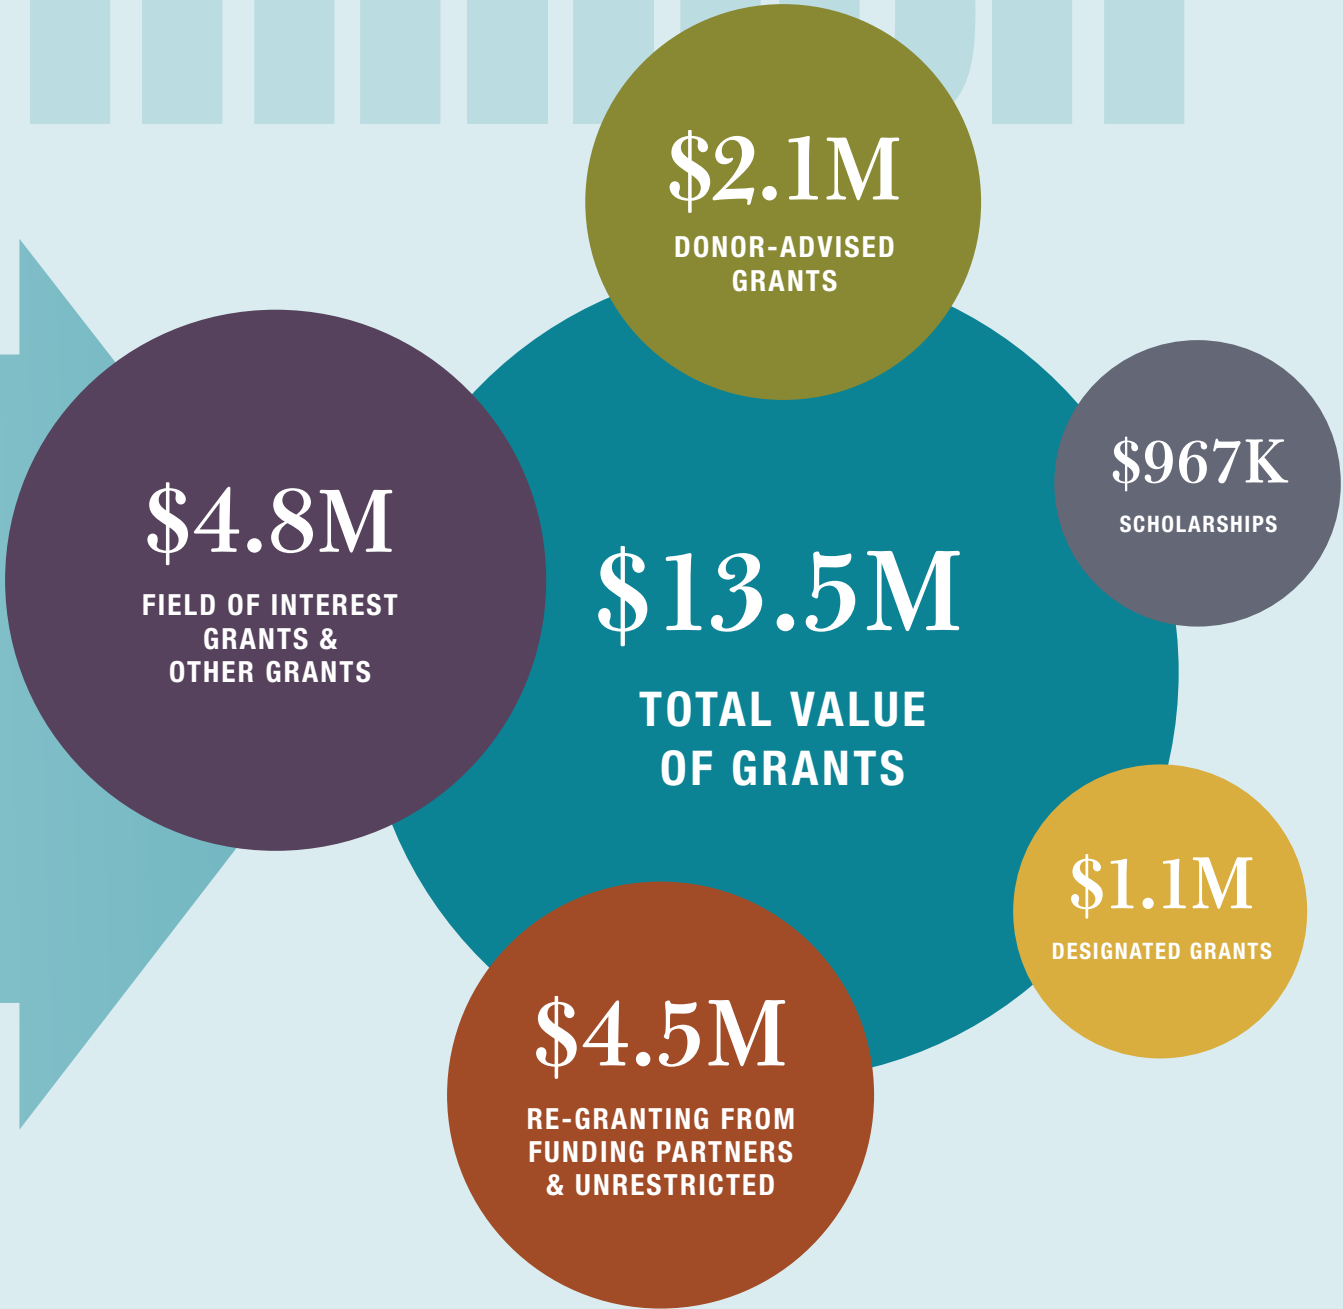 $2.1M
DONOR-ADVISED
GRANTS
$967K
SCHOLARSHIPS
$4.8M
FIELD OF INTEREST
GRANTS &
OTHER GRANTS
$13.5M
TOTAL VALUE
OF GRANTS
$1.1M
DESIGNATED GRANTS
$4.5M
RE-GRANTING FROM
FUNDING PARTNERS
& UNRESTRICTED